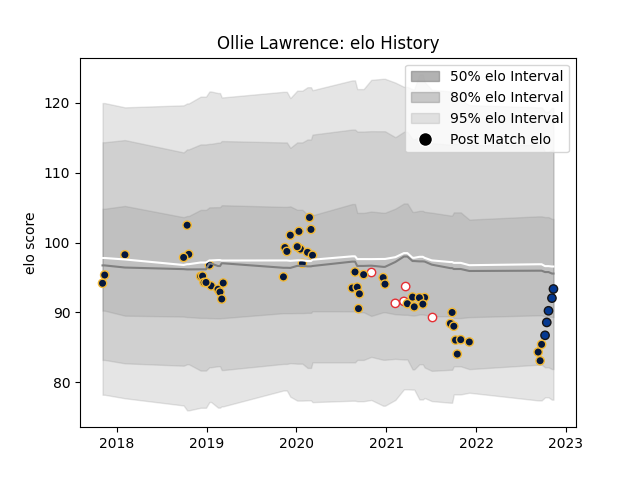 Ollie Lawrence: elo History
50% elo Interval
80% elo Interval
95% elo Interval
Post Match elo
elo score
120
110
100
90
80
2018
2019
2020
2021
2022
2023